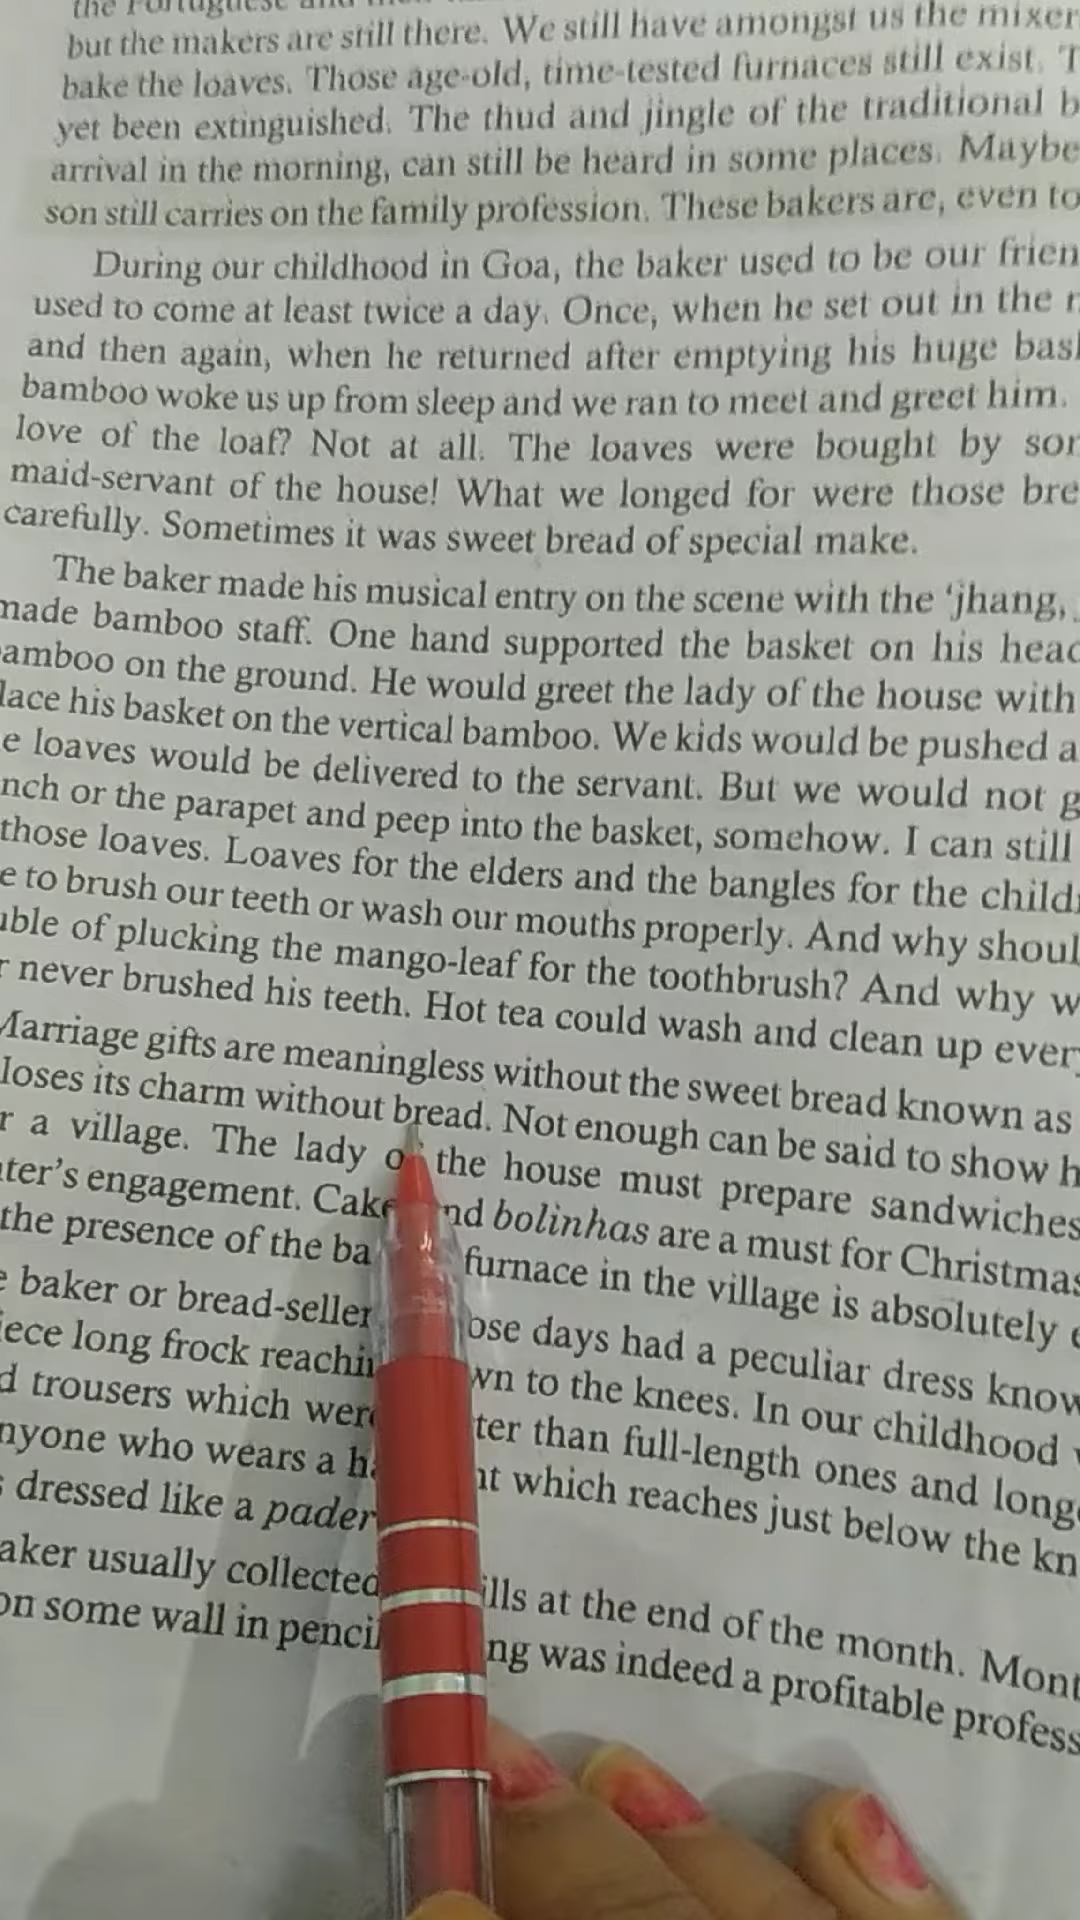 the Portuguese and
but the makers are still there. We still have amongst us the mixer
bake the loaves. Those age-old, time-tested furnaces still exist. T
yet been extinguished. The thud and jingle of the traditional b
arrival in the morning, can still be heard in some places. Maybe
son still carries on the family profession. These bakers are, even to
During our childhood in Goa, the baker used to be our frien
used to come at least twice a day. Once, when he set out in the
and then again, when he returned after emptying his huge bas
bamboo woke us up from sleep and we ran to meet and greet him.
love of the loaf? Not at all. The loaves were bought by
maid-servant of the house! What we longed for were those bre
carefully. Sometimes it was sweet bread of special make.
The baker made his musical entry on the scene with the ‘jhang,
made bamboo staff. One hand supported the basket on his head
amboo on the ground. He would greet the lady of the house with
lace his basket on the vertical bamboo. We kids would be pushed a
e loaves would be delivered to the servant. But we would not g
nch or the parapet and peep into the basket, somehow. I can still
those loaves. Loaves for the elders and the bangles for the child
e to brush our teeth or wash our mouths properly. And why shoul
uble of plucking the mango-leaf for the toothbrush? And why w
r never brushed his teeth. Hot tea could wash and clean up ever
Marriage gifts are meaningless without the sweet bread known as
loses its charm without bread. Not enough can be said to show h
r a village. The lady o the house must prepare sandwiches
ter’s engagement. Cake nd bolinhas are a must for Christmas
the presence of the ba furnace in the village is absolutely
e baker or bread-seller ose days had a peculiar dress know
iece long frock reachin wn to the knees. In our childhood
d trousers which were ter than full-length ones and long
nyone who wears a ha nt which reaches just below the kn
s dressed like a pader
aker usually collected ills at the end of the month. Mont
on some wall in pencil ng was indeed a profitable profess